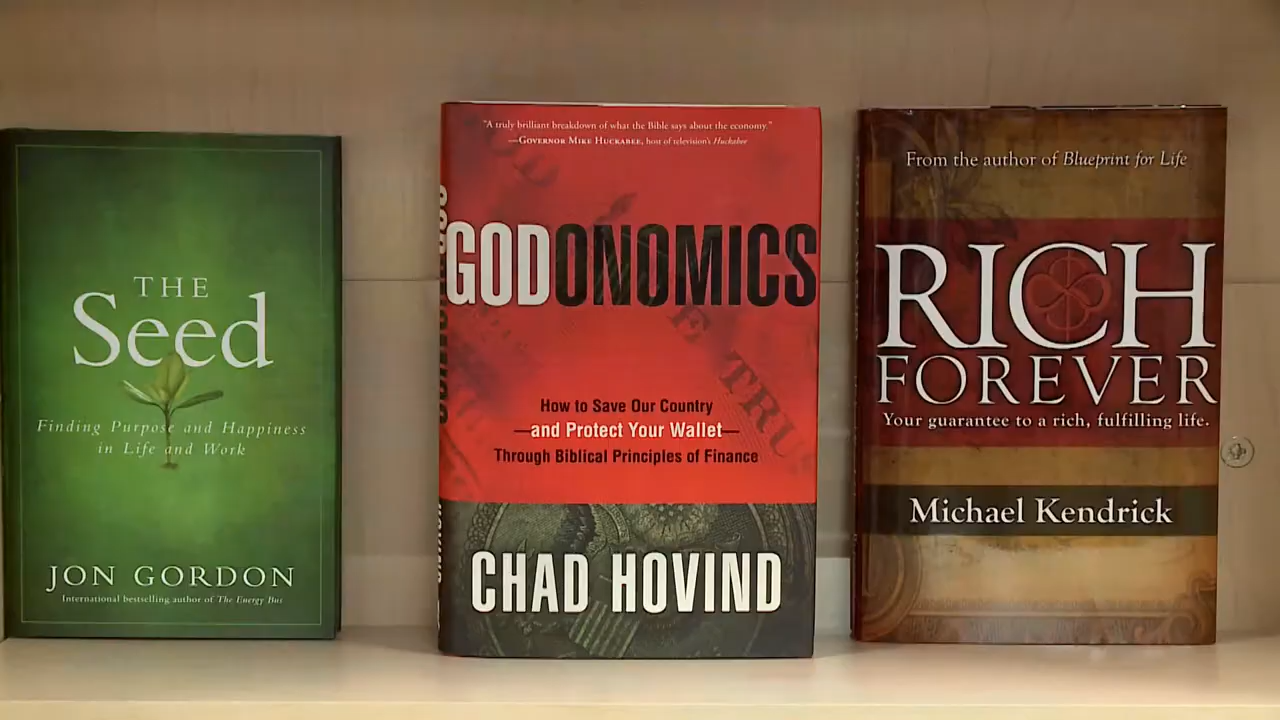 THE
Seed
Finding Purpose and Happiness
in Life and Work
JON GORDON
International bestselling author of The Energy Bus
"A truly brilliant breakdown of what the Bible says about the economy."
—GOVERNOR MIKE HUCKABEE, host of television's Huckabee
GODONOMICS
E TRU
How to Save Our Country
—and Protect Your Wallet—
Through Biblical Principles of Finance
CHAD HOVIND
From the author of Blueprint for Life
RICH
FOREVER
Your guarantee to a rich, fulfilling life.
Michael Kendrick